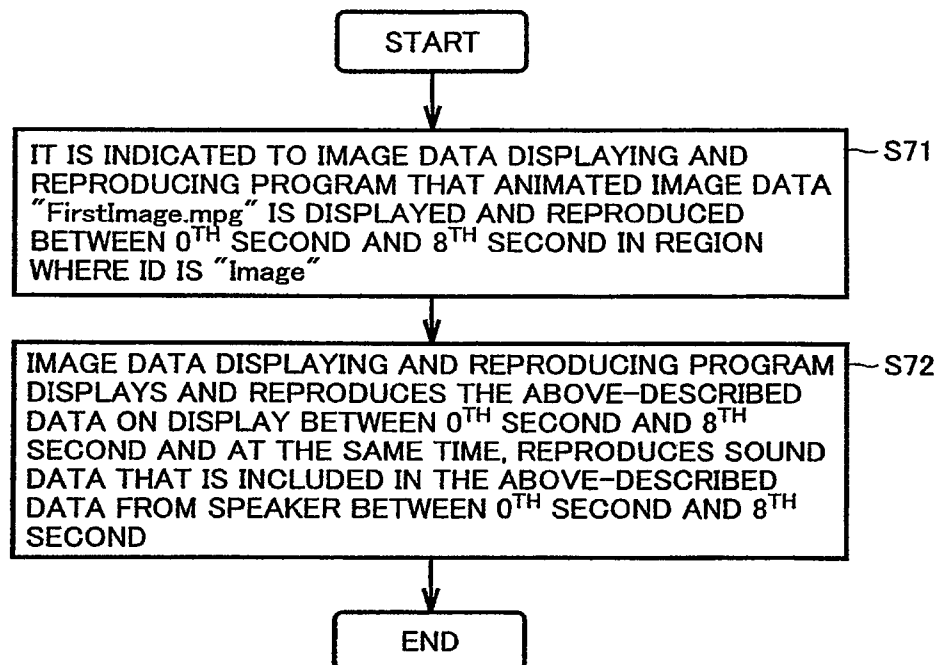 START
IT IS INDICATED TO IMAGE DATA DISPLAYING AND
REPRODUCING PROGRAM THAT ANIMATED IMAGE DATA
"FirstImage.mpg" IS DISPLAYED AND REPRODUCED
BETWEEN 0TH SECOND AND 8TH SECOND IN REGION
WHERE ID IS "Image"
S71
IMAGE DATA DISPLAYING AND REPRODUCING PROGRAM
DISPLAYS AND REPRODUCES THE ABOVE-DESCRIBED
DATA ON DISPLAY BETWEEN 0TH SECOND AND 8TH
SECOND AND AT THE SAME TIME, REPRODUCES SOUND
DATA THAT IS INCLUDED IN THE ABOVE-DESCRIBED
DATA FROM SPEAKER BETWEEN 0TH SECOND AND 8TH
SECOND
S72
END